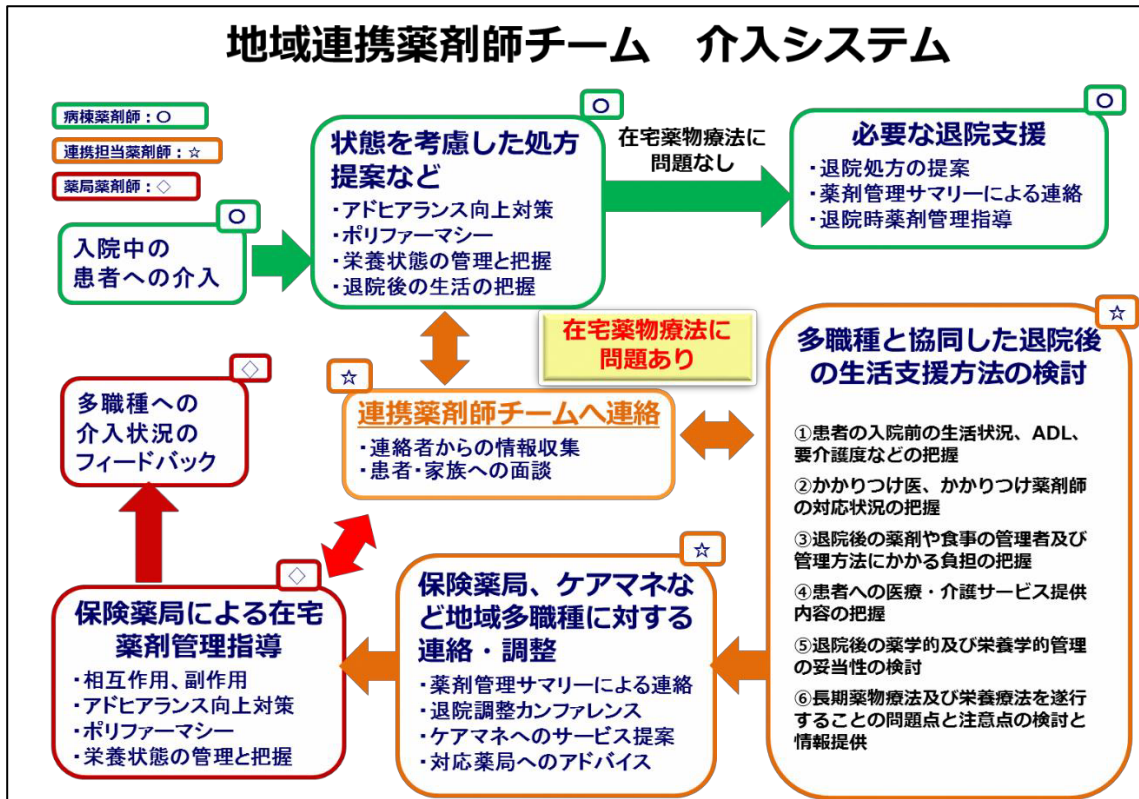 地域連携薬剤師チーム　介入システム
病棟薬剤師：○
連携担当薬剤師：☆
薬局薬剤師：◇
○
入院中の
患者への介入
○
状態を考慮した処方
提案など
・アドヒアランス向上対策
・ポリファーマシー
・栄養状態の管理と把握
・退院後の生活の把握
在宅薬物療法に
問題なし
○
必要な退院支援
・退院処方の提案
・薬剤管理サマリーによる連絡
・退院時薬剤管理指導
在宅薬物療法に
問題あり
☆
連携薬剤師チームへ連絡
・連絡者からの情報収集
・患者・家族への面談
☆
多職種と協同した退院後
の生活支援方法の検討
①患者の入院前の生活状況、ADL、
要介護度などの把握
②かかりつけ医、かかりつけ薬剤師
の対応状況の把握
③退院後の薬剤や食事の管理者及び
管理方法にかかる負担の把握
④患者への医療・介護サービス提供
内容の把握
⑤退院後の薬学的及び栄養学的管理
の妥当性の検討
⑥長期薬物療法及び栄養療法を遂行
することの問題点と注意点の検討と
情報提供
☆
保険薬局、ケアマネな
ど地域多職種に対する
連絡・調整
・薬剤管理サマリーによる連絡
・退院調整カンファレンス
・ケアマネへのサービス提案
・対応薬局へのアドバイス
◇
保険薬局による在宅
薬剤管理指導
・相互作用、副作用
・アドヒアランス向上対策
・ポリファーマシー
・栄養状態の管理と把握
◇
多職種への
介入状況の
フィードバック